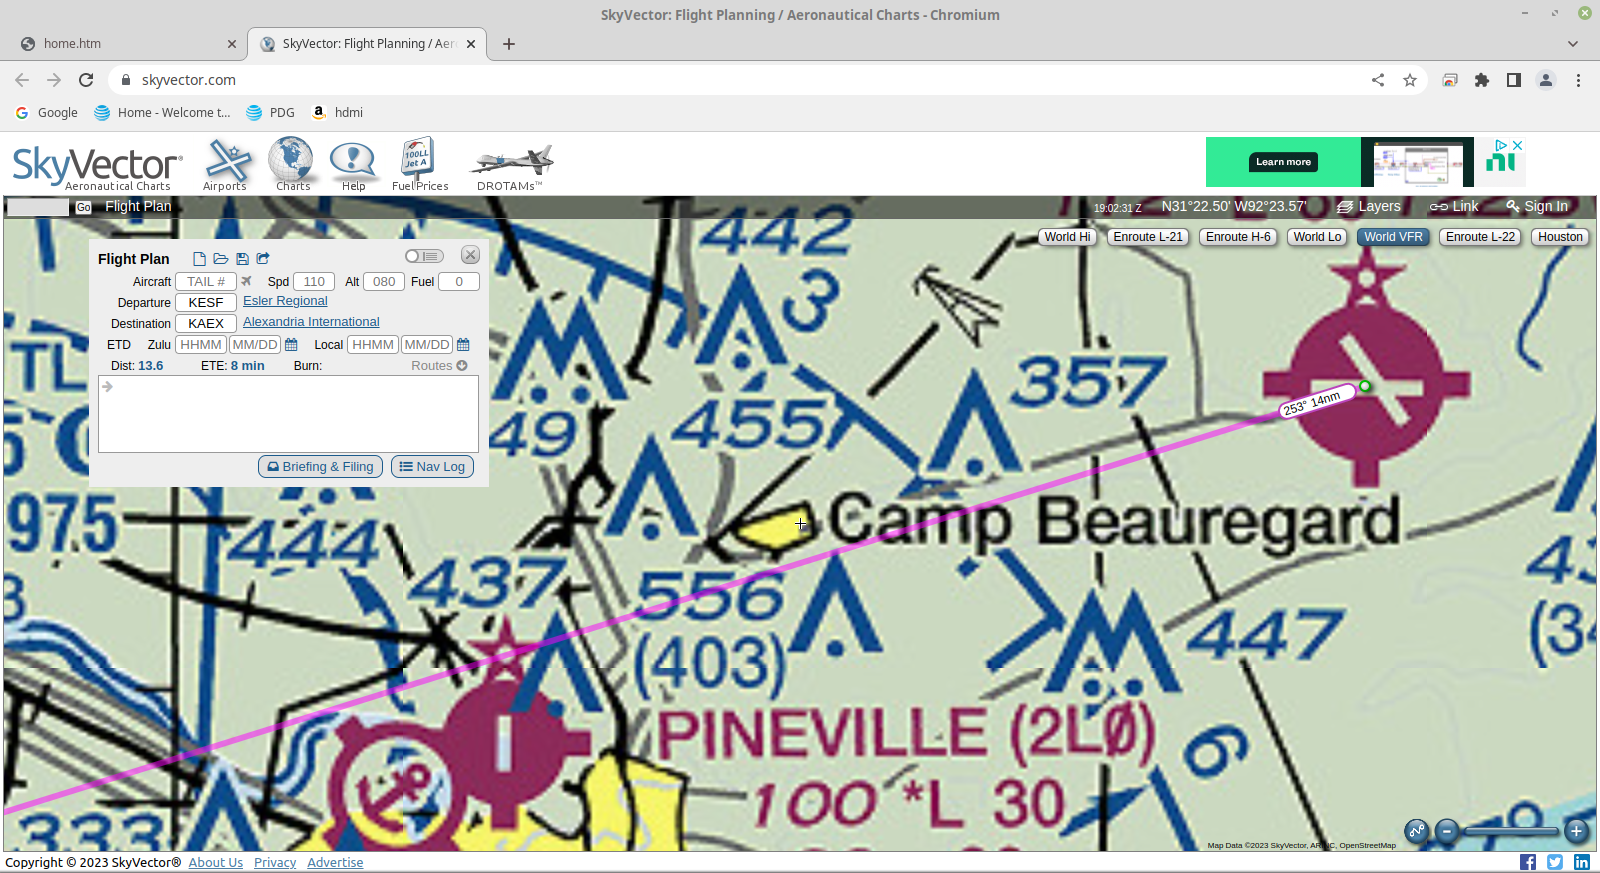 SkyVector: Flight Planning / Aeronautical Charts - Chromium
home.htm
SkyVector: Flight Planning / Aer
skyvector.com
Google
Home - Welcome t...
PDG
hdmi
SkyVector®
Aeronautical Charts
Airports
Charts
Help
100LL
Jet A
Fuel Prices
DROTAMs™
Learn more
Go
Flight Plan
19:02:31 Z
N31°22.50' W92°23.57'
Layers
Link
Sign In
World Hi
Enroute L-21
Enroute H-6
World Lo
World VFR
Enroute L-22
Houston
Flight Plan
Aircraft TAIL # Spd 110 Alt 080 Fuel 0
Departure KESF Esler Regional
Destination KAEX Alexandria International
ETD Zulu HHMM MM/DD Local HHMM MM/DD
Dist: 13.6 ETE: 8 min Burn: Routes
Briefing & Filing
Nav Log
442
3
357
253° 14nm
TL
49
455
975
Camp Beauregard
444
437
556
(403)
447
PINEVILLE (2LØ)
100 *L 30
9
333
Map Data ©2023 SkyVector, ARINC, OpenStreetMap
Copyright © 2023 SkyVector® About Us Privacy Advertise